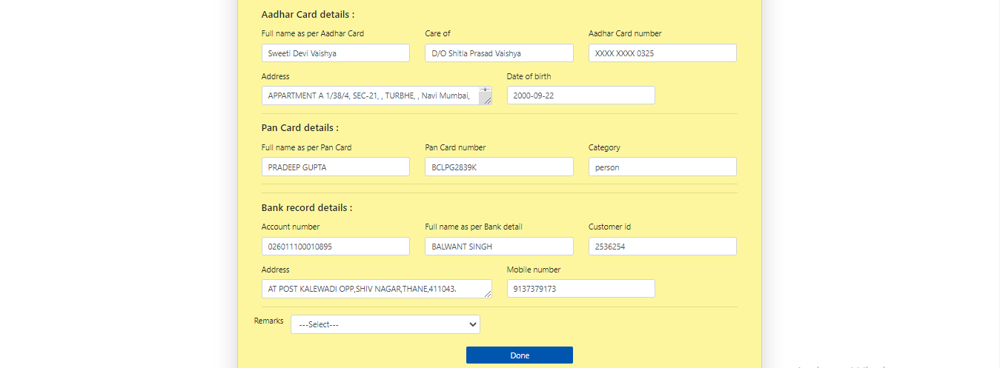 Aadhar Card details :
Full name as per Aadhar Card Care of Aadhar Card number
Sweeti Devi Vaishya D/O Shitla Prasad Vaishya XXXX XXXX 0325
Address Date of birth
APPARTMENT A 1/38/4, SEC-21, , TURBHE, , Navi Mumbai, 2000-09-22
Pan Card details :
Full name as per Pan Card Pan Card number Category
PRADEEP GUPTA BCLPG2839K person
Bank record details :
Account number Full name as per Bank detail Customer id
026011100010895 BALWANT SINGH 2536254
Address Mobile number
AT POST KALEWADI OPP,SHIV NAGAR,THANE,411043. 9137379173
Remarks ---Select---
Done